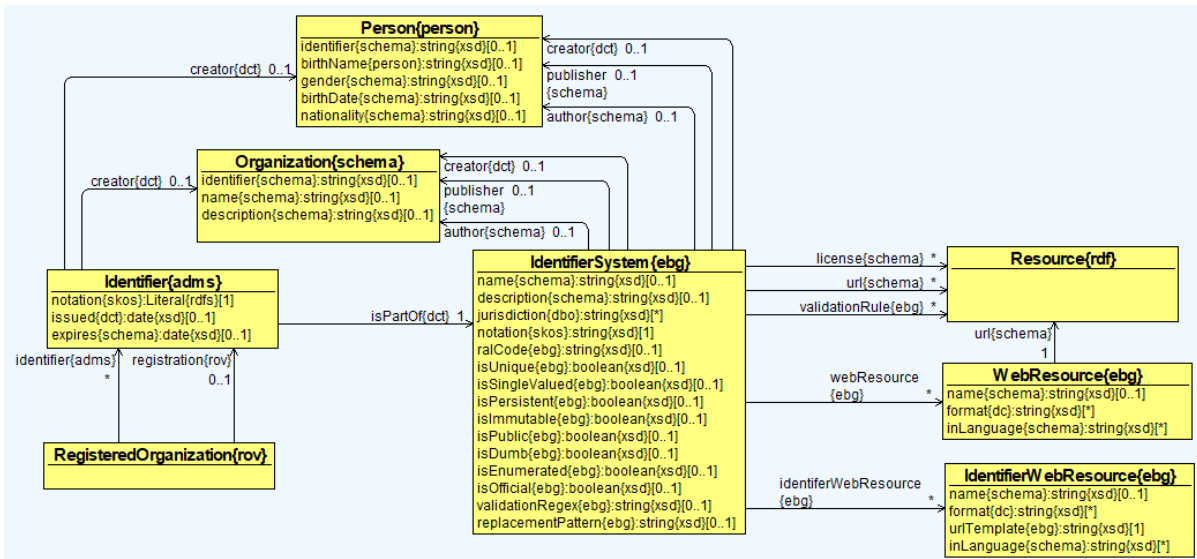 Person{person}
identifier{schema}:string{xsd}[0..1]
birthName{person}:string{xsd}[0..1]
gender{schema}:string{xsd}[0..1]
birthDate{schema}:string{xsd}[0..1]
nationality{schema}:string{xsd}[0..1]
creator{dct} 0..1
creator{dct} 0..1
publisher 0..1
{schema}
author{schema} 0..1
Organization{schema}
identifier{schema}:string{xsd}[0..1]
name{schema}:string{xsd}[0..1]
description{schema}:string{xsd}[0..1]
creator{dct} 0..1
creator{dct} 0..1
publisher 0..1
{schema}
author{schema} 0..1
Identifier{adms}
notation{skos}:Literal{rdfs}[1]
issued{dct}:date{xsd}[0..1]
expires{schema}:date{xsd}[0..1]
isPartOf{dct} 1
identifier{adms}
*
registration{rov}
0..1
RegisteredOrganization{rov}
IdentifierSystem{ebg}
name{schema}:string{xsd}[0..1]
description{schema}:string{xsd}[0..1]
jurisdiction{dbo}:string{xsd}[*]
notation{skos}:string{xsd}[1]
ralCode{ebg}:string{xsd}[0..1]
isUnique{ebg}:boolean{xsd}[0..1]
isSingleValued{ebg}:boolean{xsd}[0..1]
isPersistent{ebg}:boolean{xsd}[0..1]
isImmutable{ebg}:boolean{xsd}[0..1]
isPublic{ebg}:boolean{xsd}[0..1]
isDumb{ebg}:boolean{xsd}[0..1]
isEnumerated{ebg}:boolean{xsd}[0..1]
isOfficial{ebg}:boolean{xsd}[0..1]
validationRegex{ebg}:string{xsd}[0..1]
replacementPattern{ebg}:string{xsd}[0..1]
license{schema} *
url{schema} *
validationRule{ebg} *
Resource{rdf}
url{schema}
1
webResource
{ebg} *
WebResource{ebg}
name{schema}:string{xsd}[0..1]
format{dc}:string{xsd}[*]
inLanguage{schema}:string{xsd}[*]
identiferWebResource
{ebg} *
IdentifierWebResource{ebg}
name{schema}:string{xsd}[0..1]
format{dc}:string{xsd}[*]
urlTemplate{ebg}:string{xsd}[1]
inLanguage{schema}:string{xsd}[*]